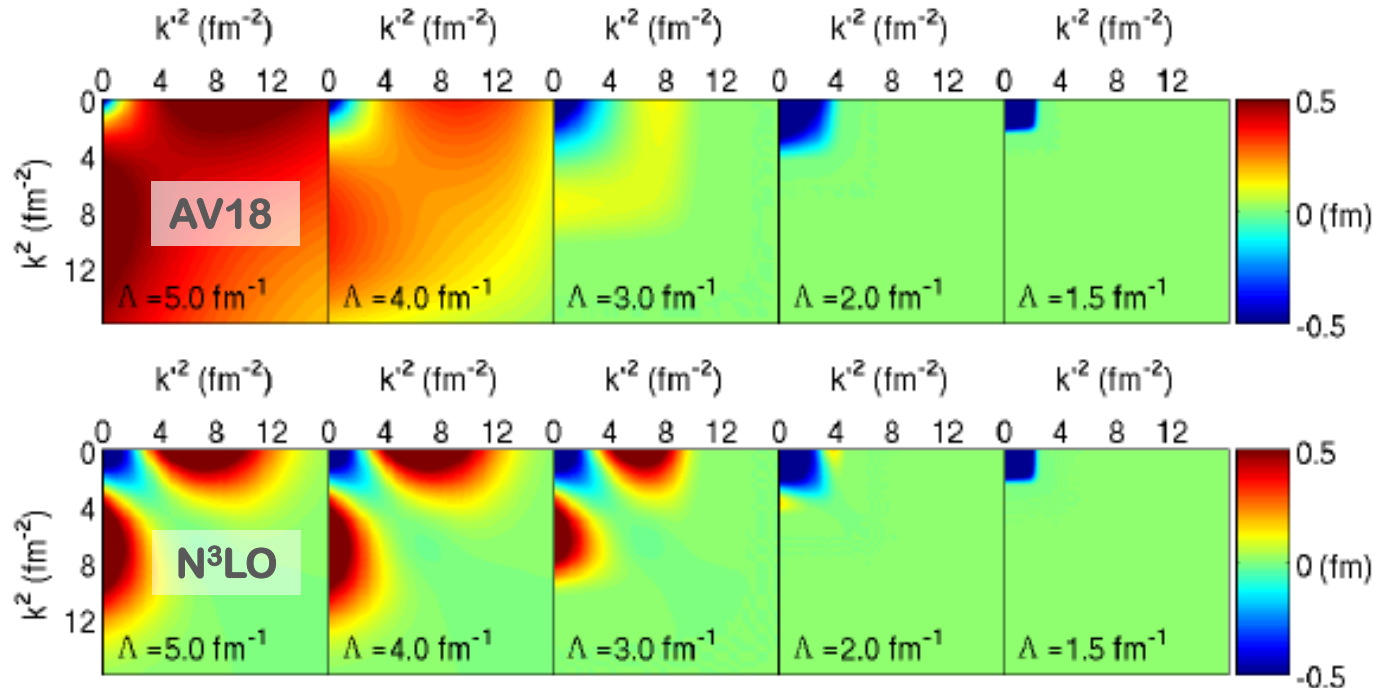 k'² (fm⁻²) k'² (fm⁻²) k'² (fm⁻²) k'² (fm⁻²) k'² (fm⁻²)
0 4 8 12 0 4 8 12 0 4 8 12 0 4 8 12 0 4 8 12
0 4 8 12
k² (fm⁻²)
AV18
Λ =5.0 fm⁻¹ Λ =4.0 fm⁻¹ Λ =3.0 fm⁻¹ Λ =2.0 fm⁻¹ Λ =1.5 fm⁻¹
0.5
0 (fm)
-0.5
k'² (fm⁻²) k'² (fm⁻²) k'² (fm⁻²) k'² (fm⁻²) k'² (fm⁻²)
0 4 8 12 0 4 8 12 0 4 8 12 0 4 8 12 0 4 8 12
0 4 8 12
k² (fm⁻²)
N³LO
Λ =5.0 fm⁻¹ Λ =4.0 fm⁻¹ Λ =3.0 fm⁻¹ Λ =2.0 fm⁻¹ Λ =1.5 fm⁻¹
0.5
0 (fm)
-0.5